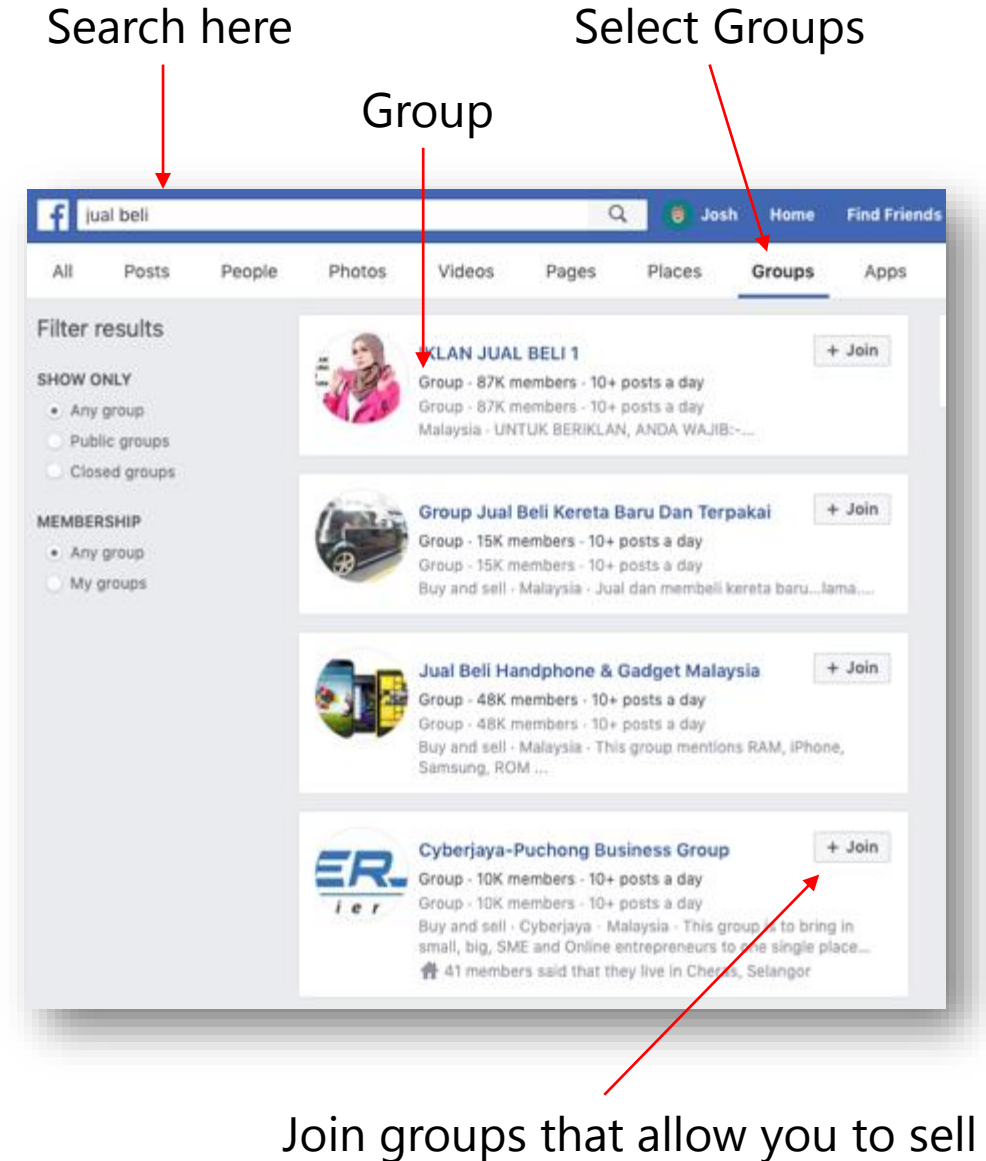 Search here
Select Groups
Group
jual beli
Josh Home Find Friends
All Posts People Photos Videos Pages Places Groups Apps
Filter results
SHOW ONLY
Any group
Public groups
Closed groups
MEMBERSHIP
Any group
My groups
KLAN JUAL BELI 1
+ Join
Group · 87K members · 10+ posts a day
Group · 87K members · 10+ posts a day
Malaysia · UNTUK BERIKLAN, ANDA WAJIB:-...
Group Jual Beli Kereta Baru Dan Terpakai
+ Join
Group · 15K members · 10+ posts a day
Group · 15K members · 10+ posts a day
Buy and sell · Malaysia · Jual dan membeli kereta baru...lama....
Jual Beli Handphone & Gadget Malaysia
+ Join
Group · 48K members · 10+ posts a day
Group · 48K members · 10+ posts a day
Buy and sell · Malaysia · This group mentions RAM, iPhone,
Samsung, ROM ...
ER
ier
Cyberjaya-Puchong Business Group
+ Join
Group · 10K members · 10+ posts a day
Group · 10K members · 10+ posts a day
Buy and sell · Cyberjaya · Malaysia · This group is to bring in
small, big, SME and Online entrepreneurs to one single place...
41 members said that they live in Cheras, Selangor
Join groups that allow you to sell